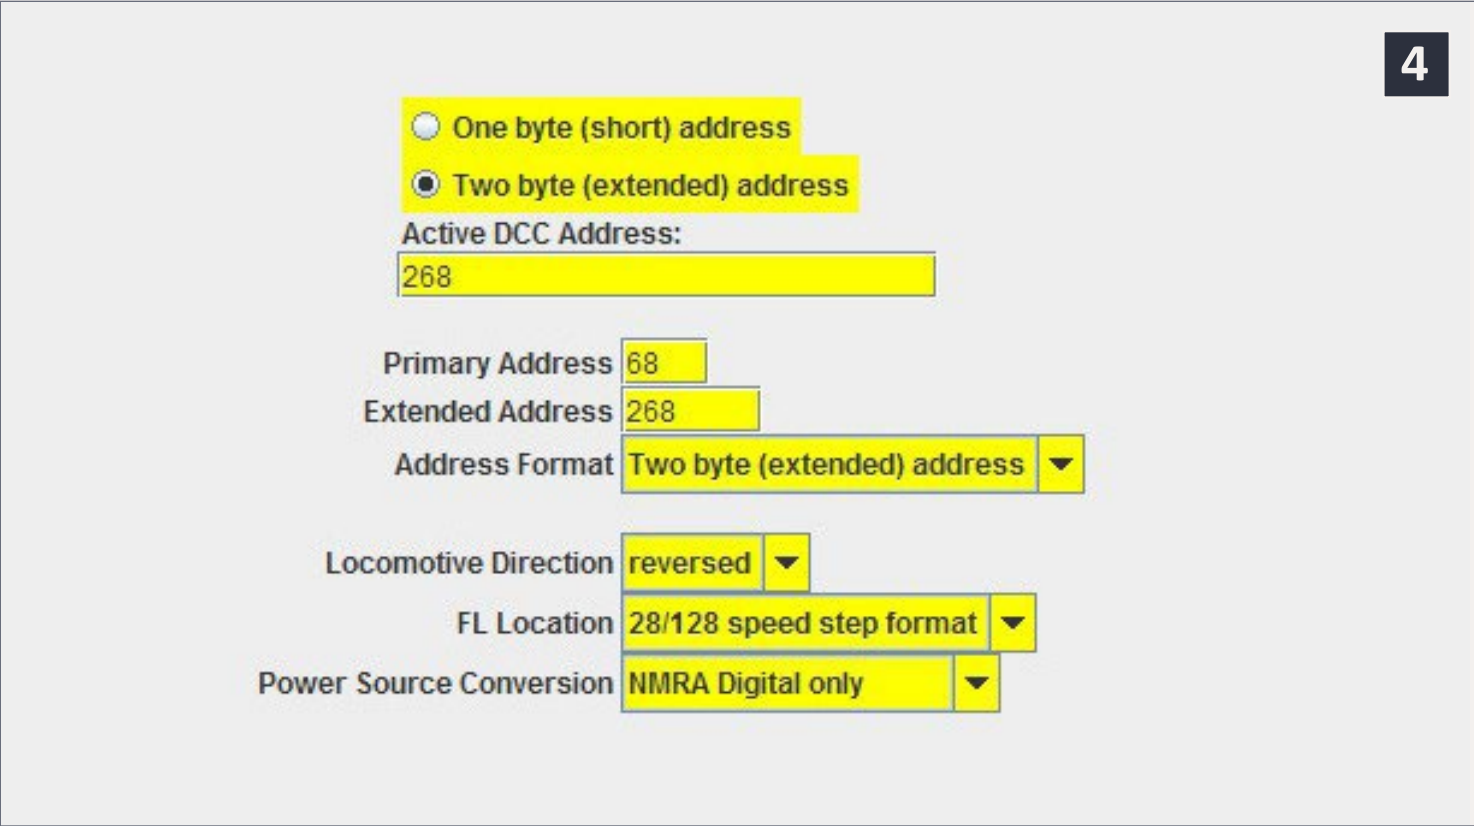 4
One byte (short) address
Two byte (extended) address
Active DCC Address:
268
Primary Address 68
Extended Address 268
Address Format Two byte (extended) address
Locomotive Direction reversed
FL Location 28/128 speed step format
Power Source Conversion NMRA Digital only